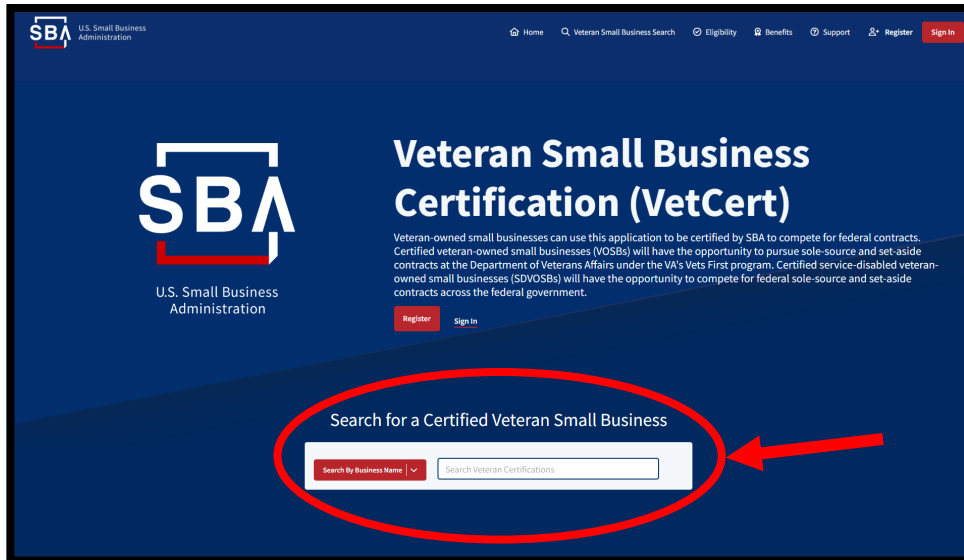 SBA
U.S. Small Business
Administration
Home Veteran Small Business Search Eligibility Benefits Support Register Sign In
SBA
U.S. Small Business
Administration
Veteran Small Business
Certification (VetCert)
Veteran-owned small businesses can use this application to be certified by SBA to compete for federal contracts.
Certified veteran-owned small businesses (VOSBs) will have the opportunity to pursue sole-source and set-aside
contracts at the Department of Veterans Affairs under the VA's Vets First program. Certified service-disabled veteran-
owned small businesses (SDVOSBs) will have the opportunity to compete for federal sole-source and set-aside
contracts across the federal government.
Register Sign In
Search for a Certified Veteran Small Business
Search By Business Name Search Veteran Certifications